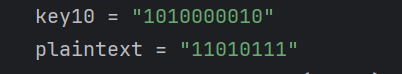 key10 = "1010000010"
plaintext = "11010111"